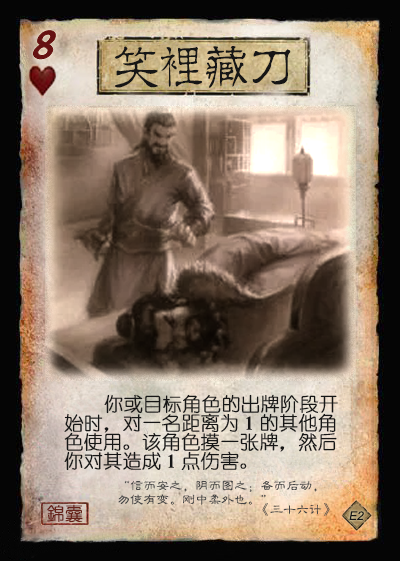 8
笑裡藏刀
你或目标角色的出牌阶段开
始时，对一名距离为 1 的其他角
色使用。该角色摸一张牌，然后
你对其造成 1 点伤害。
“信而安之，阴而图之；备而后动，
勿使有变。刚中柔外也。”
《三十六计》
錦囊
E2